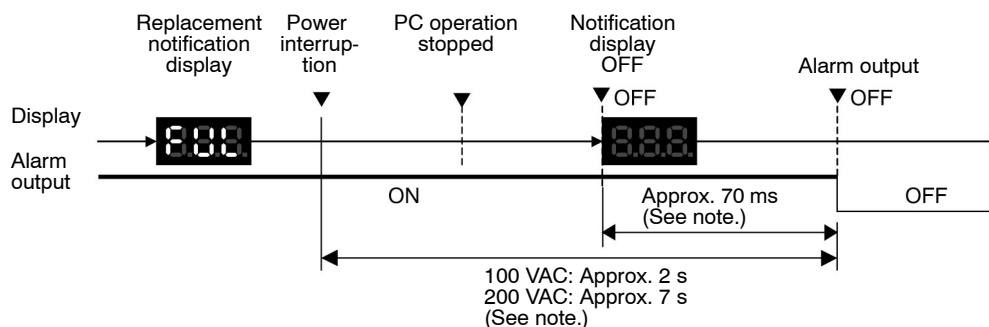 Replacement
notification
display
Power
interrup-
tion
PC operation
stopped
Notification
display
OFF
Alarm output
OFF
OFF
Display
FUL
Alarm
output
ON
Approx. 70 ms
(See note.)
OFF
100 VAC: Approx. 2 s
200 VAC: Approx. 7 s
(See note.)